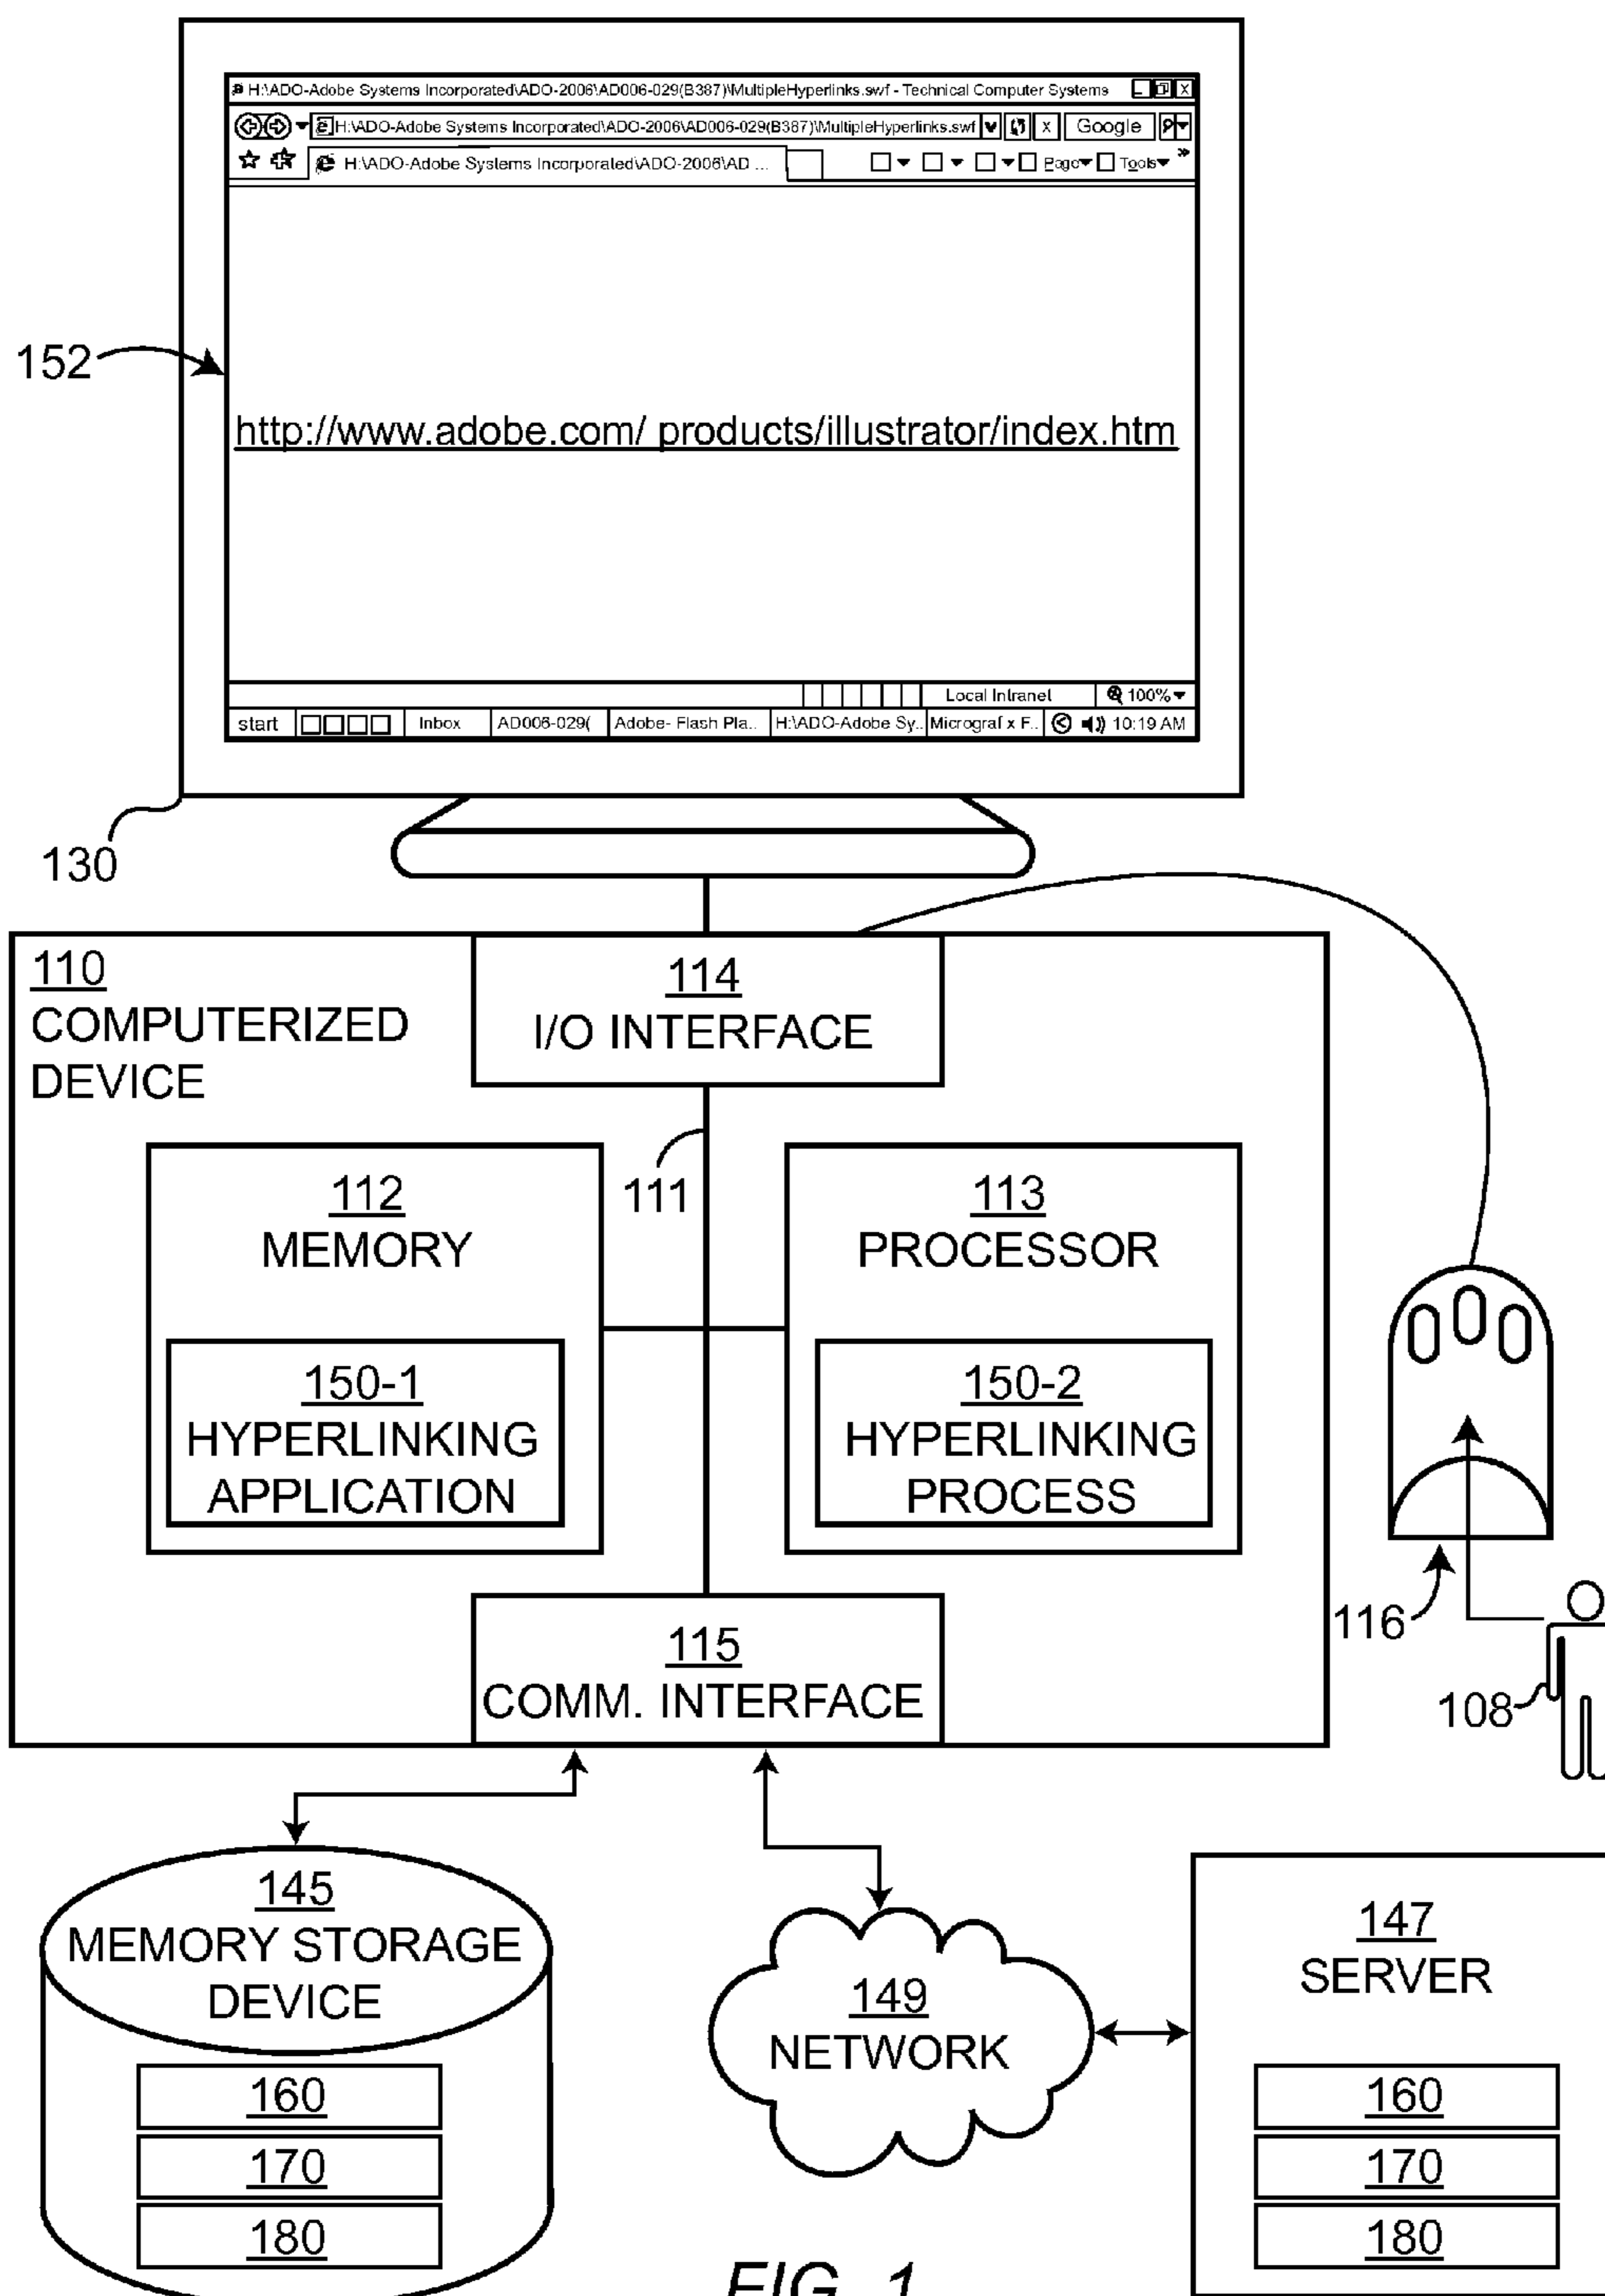 H:\ADO-Adobe Systems Incorporated\ADO-2006\AD006-029(B387)\MultipleHyperlinks.swf - Technical Computer Systems
H:\ADO-Adobe Systems Incorporated\ADO-2006\AD006-029(B387)\MultipleHyperlinks.swf X Google
H:\ADO-Adobe Systems Incorporated\ADO-2006\AD ... Page Tools »
152
http://www.adobe.com/ products/illustrator/index.htm
Local Intranet 100%
start Inbox AD006-029( Adobe- Flash Pla.. H:\ADO-Adobe Sy.. Micrograf x F.. 10:19 AM
130
110
COMPUTERIZED
DEVICE
114
I/O INTERFACE
111
112
MEMORY
113
PROCESSOR
150-1
HYPERLINKING
APPLICATION
150-2
HYPERLINKING
PROCESS
116
108
115
COMM. INTERFACE
145
MEMORY STORAGE
DEVICE
160
170
180
149
NETWORK
147
SERVER
160
170
180
FIG. 1